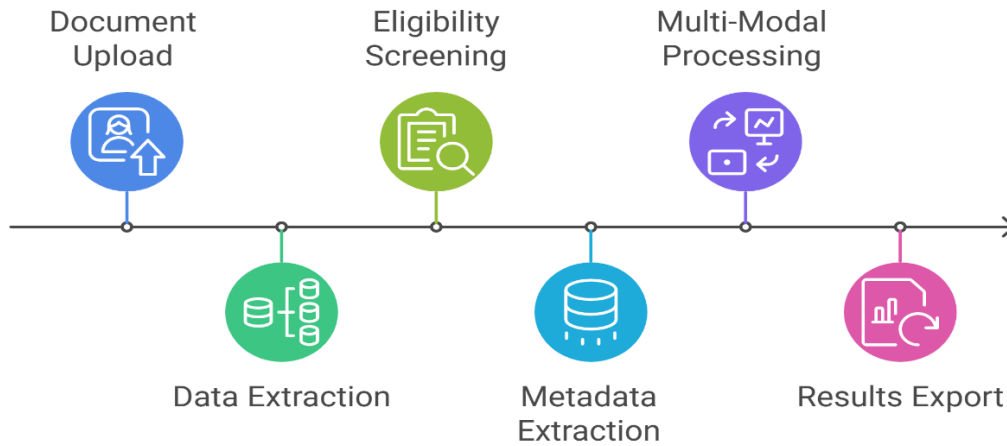 Document
Upload
Eligibility
Screening
Multi-Modal
Processing
Data Extraction
Metadata
Extraction
Results Export